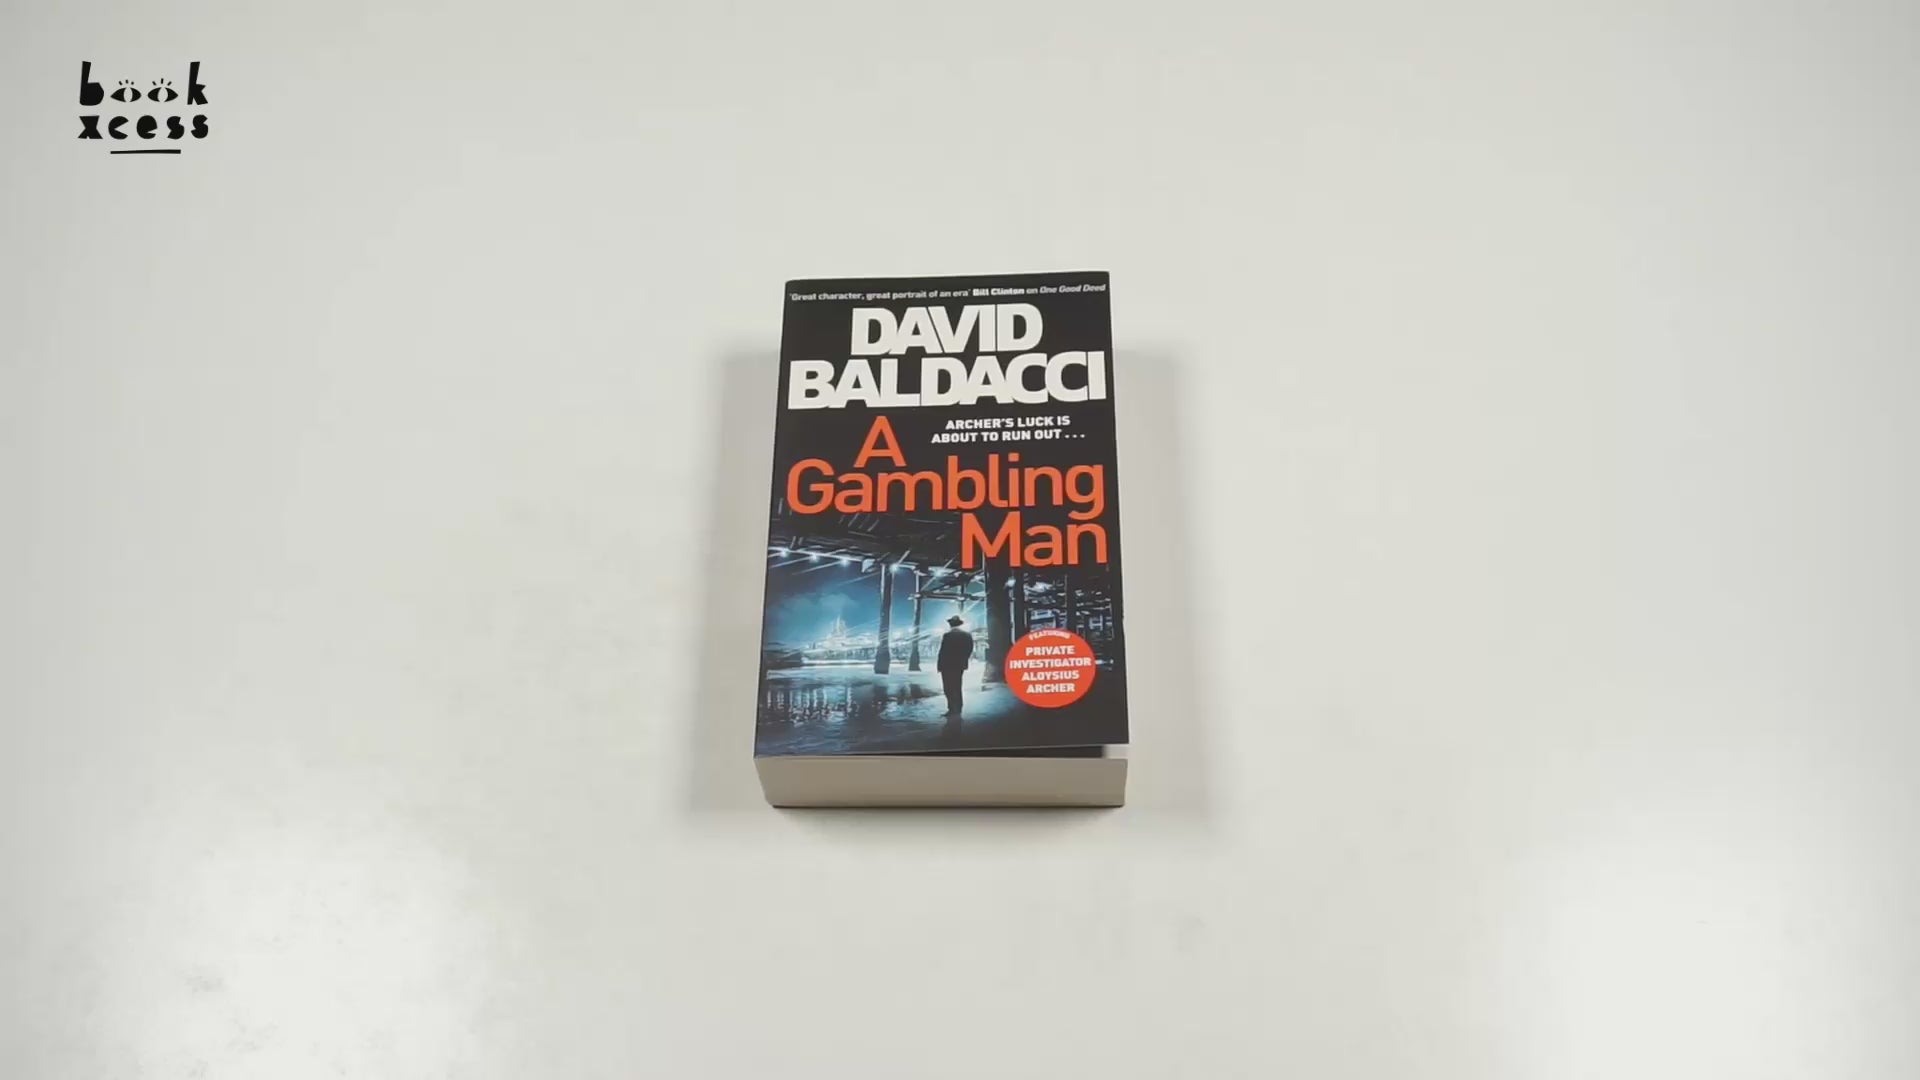 book
xcess
'Great character, great portrait of an era' Bill Clinton on One Good Deed
DAVID
BALDACCI
A
ARCHER'S LUCK IS
ABOUT TO RUN OUT...
Gambling
Man
FEATURING
PRIVATE
INVESTIGATOR
ALOYSIUS
ARCHER